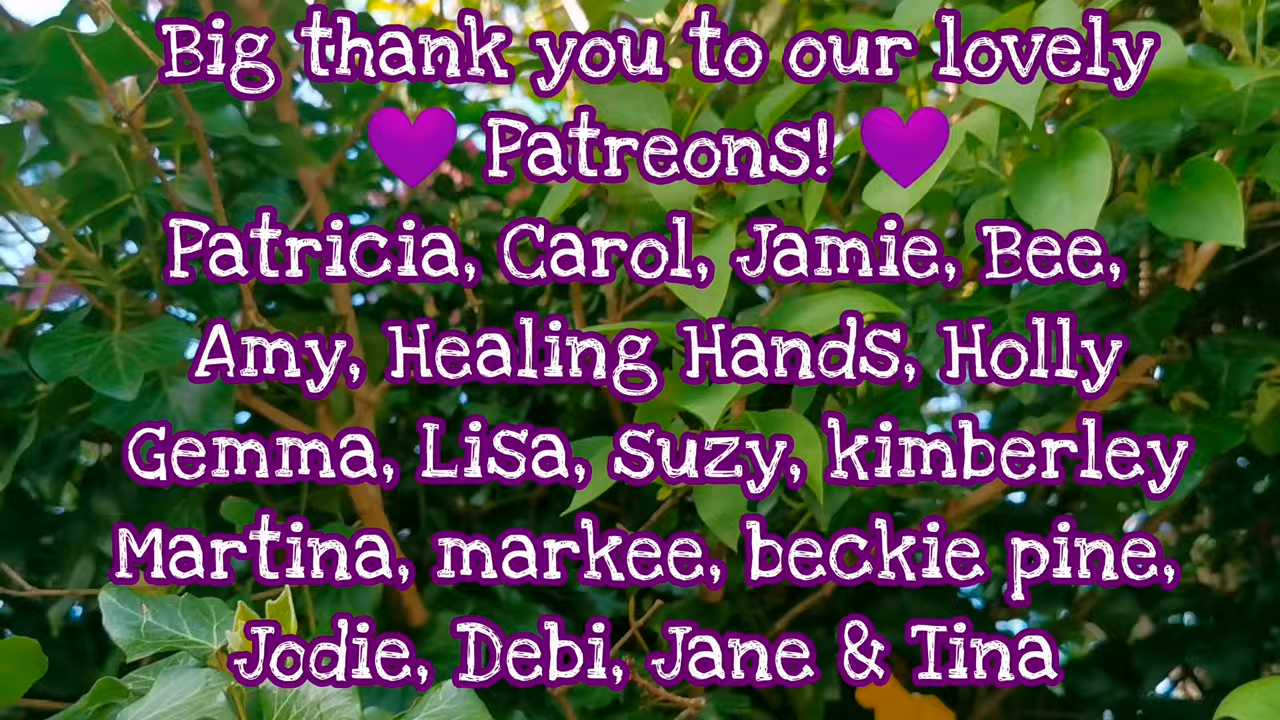 Big thank you to our lovely
💜 Patreons! 💜
Patricia, Carol, Jamie, Bee,
Amy, Healing Hands, Holly
Gemma, Lisa, suzy, kimberley
Martina, markee, beckie pine,
Jodie, Debi, Jane & Tina